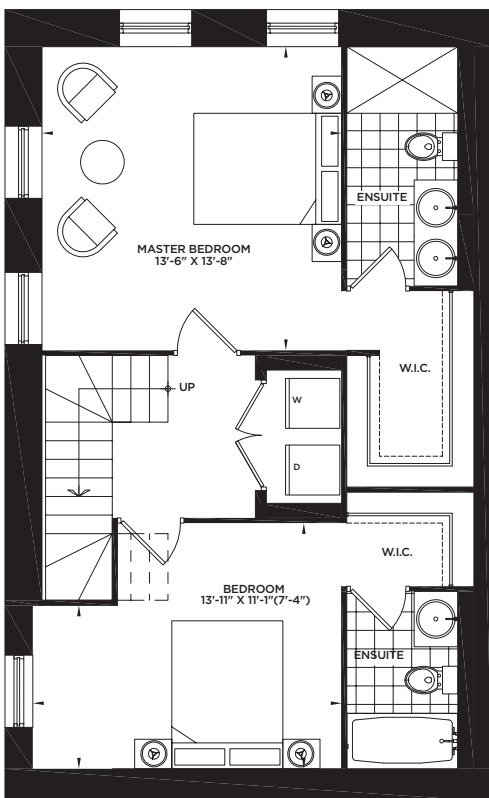 ENSUITE
MASTER BEDROOM
13'-6" X 13'-8"
W.I.C.
UP
W
D
W.I.C.
BEDROOM
13'-11" X 11'-1"(7'-4")
ENSUITE